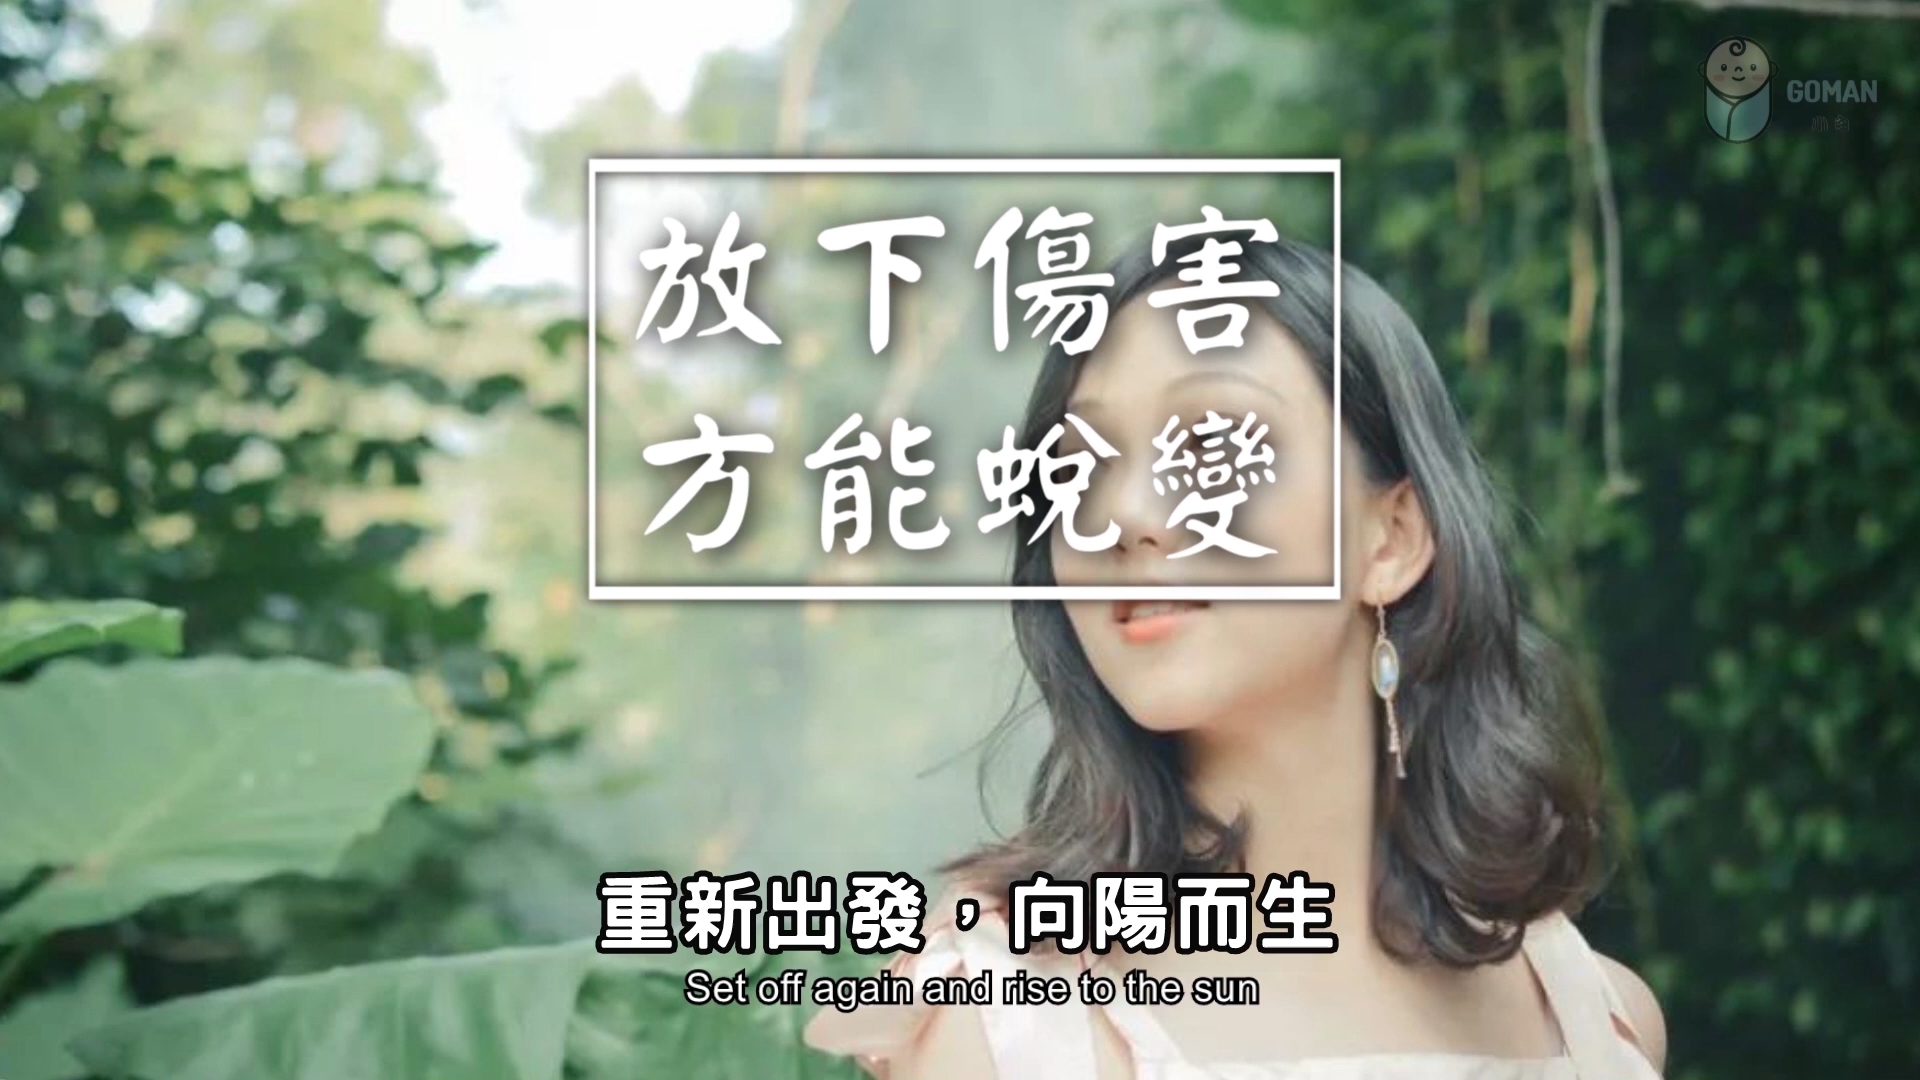 GOMAN
放下傷害
方能蛻變
重新出發，向陽而生
Set off again and rise to the sun